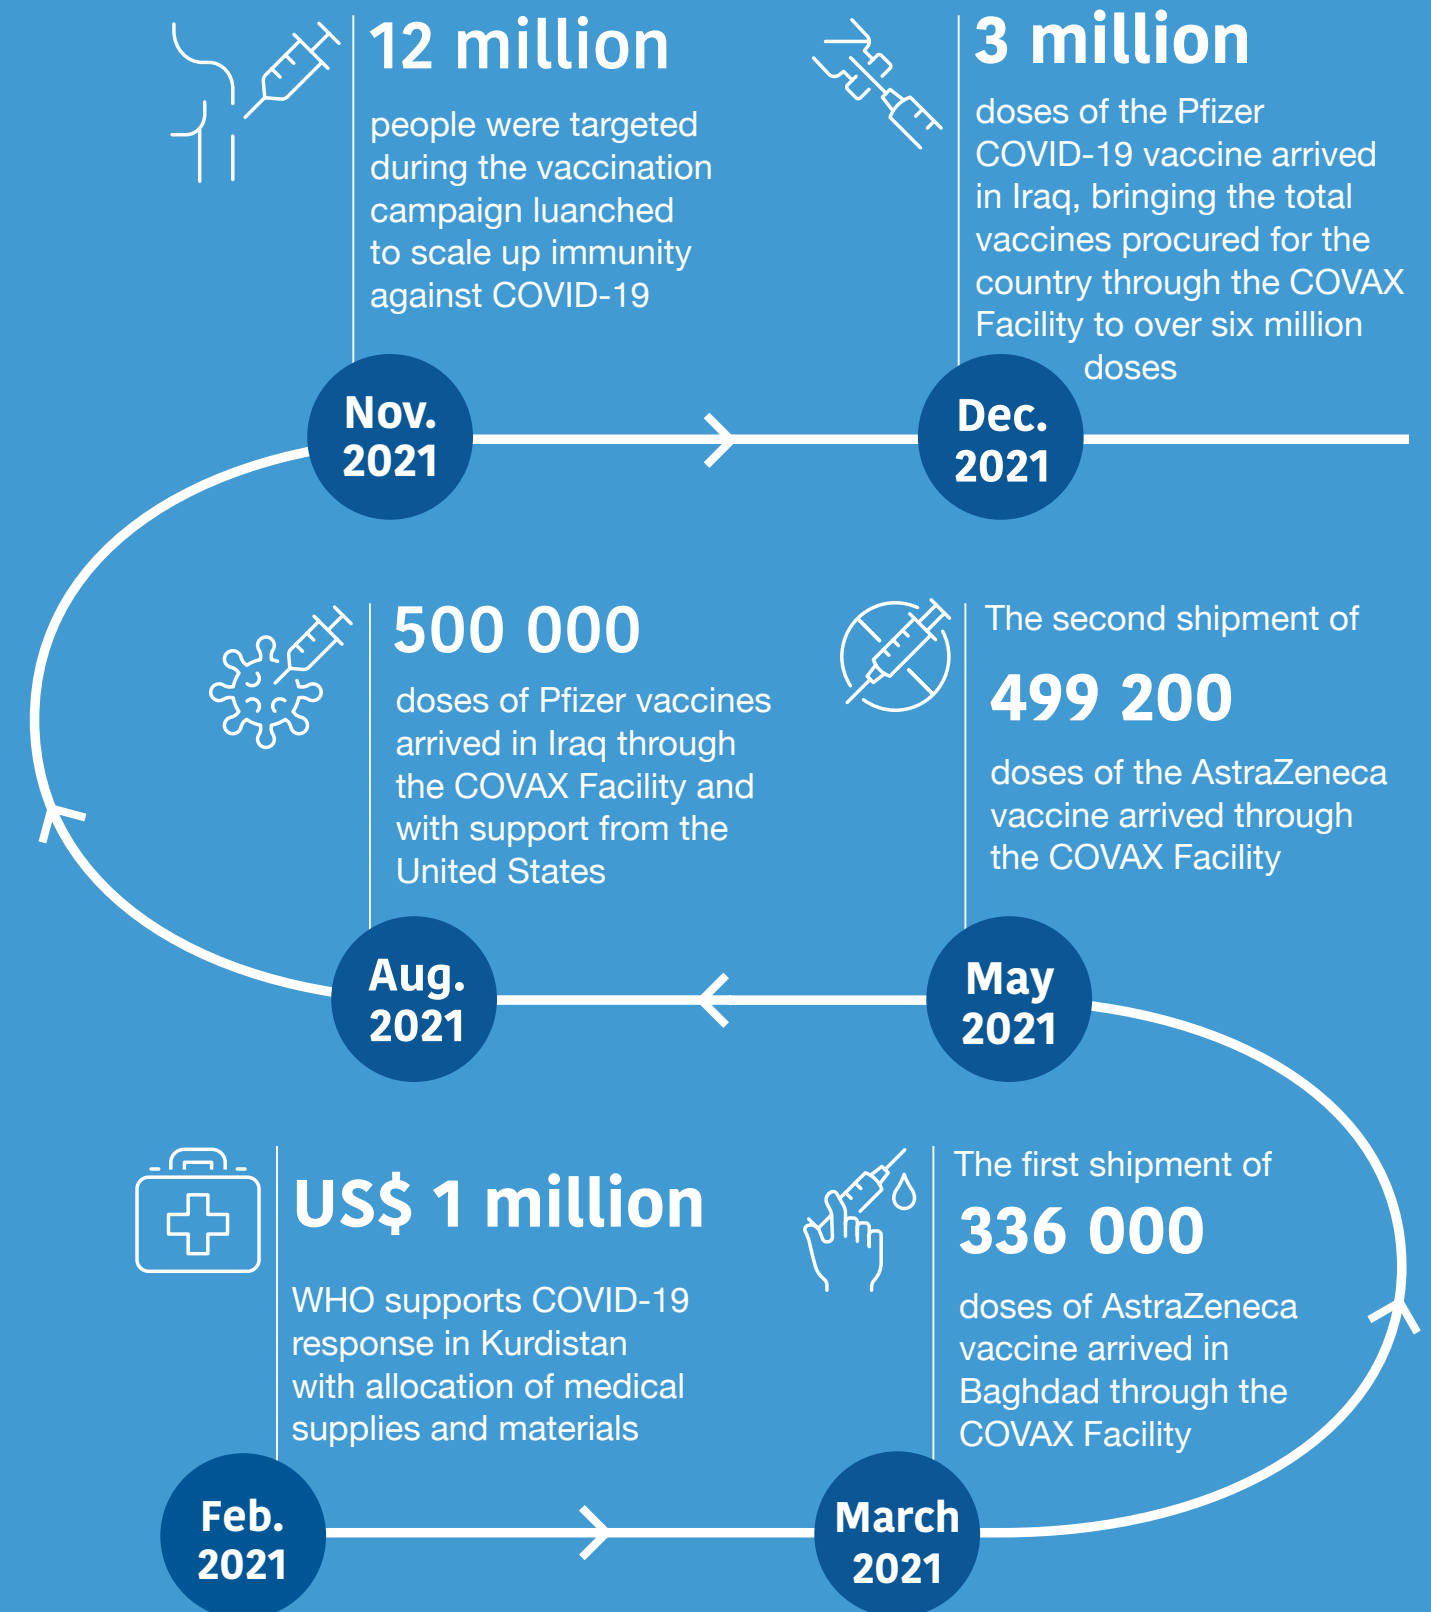 12 million
people were targeted
during the vaccination
campaign luanched
to scale up immunity
against COVID-19
Nov.
2021
3 million
doses of the Pfizer
COVID-19 vaccine arrived
in Iraq, bringing the total
vaccines procured for the
country through the COVAX
Facility to over six million
doses
Dec.
2021
500 000
doses of Pfizer vaccines
arrived in Iraq through
the COVAX Facility and
with support from the
United States
Aug.
2021
The second shipment of
499 200
doses of the AstraZeneca
vaccine arrived through
the COVAX Facility
May
2021
US$ 1 million
WHO supports COVID-19
response in Kurdistan
with allocation of medical
supplies and materials
Feb.
2021
The first shipment of
336 000
doses of AstraZeneca
vaccine arrived in
Baghdad through the
COVAX Facility
March
2021